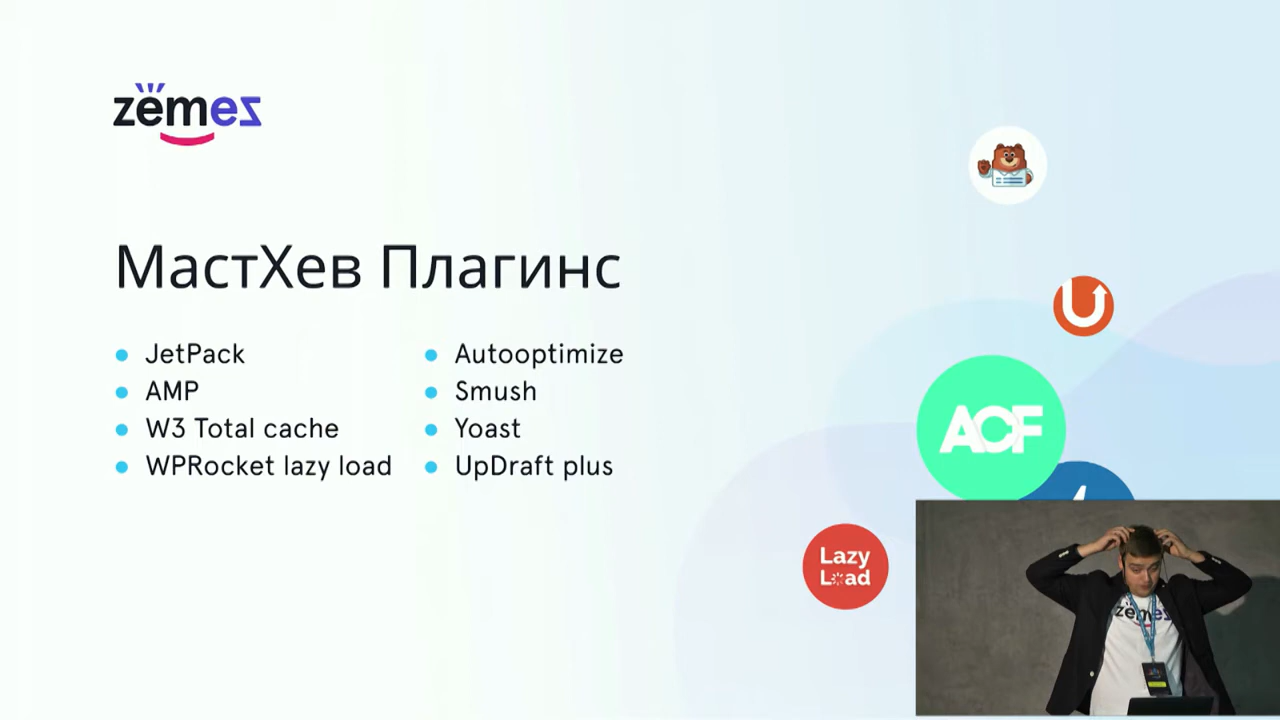 zemez
МастХев Плагинс
JetPack
AMP
W3 Total cache
WPRocket lazy load
Autooptimize
Smush
Yoast
UpDraft plus
ACF
Lazy
Load
zemez